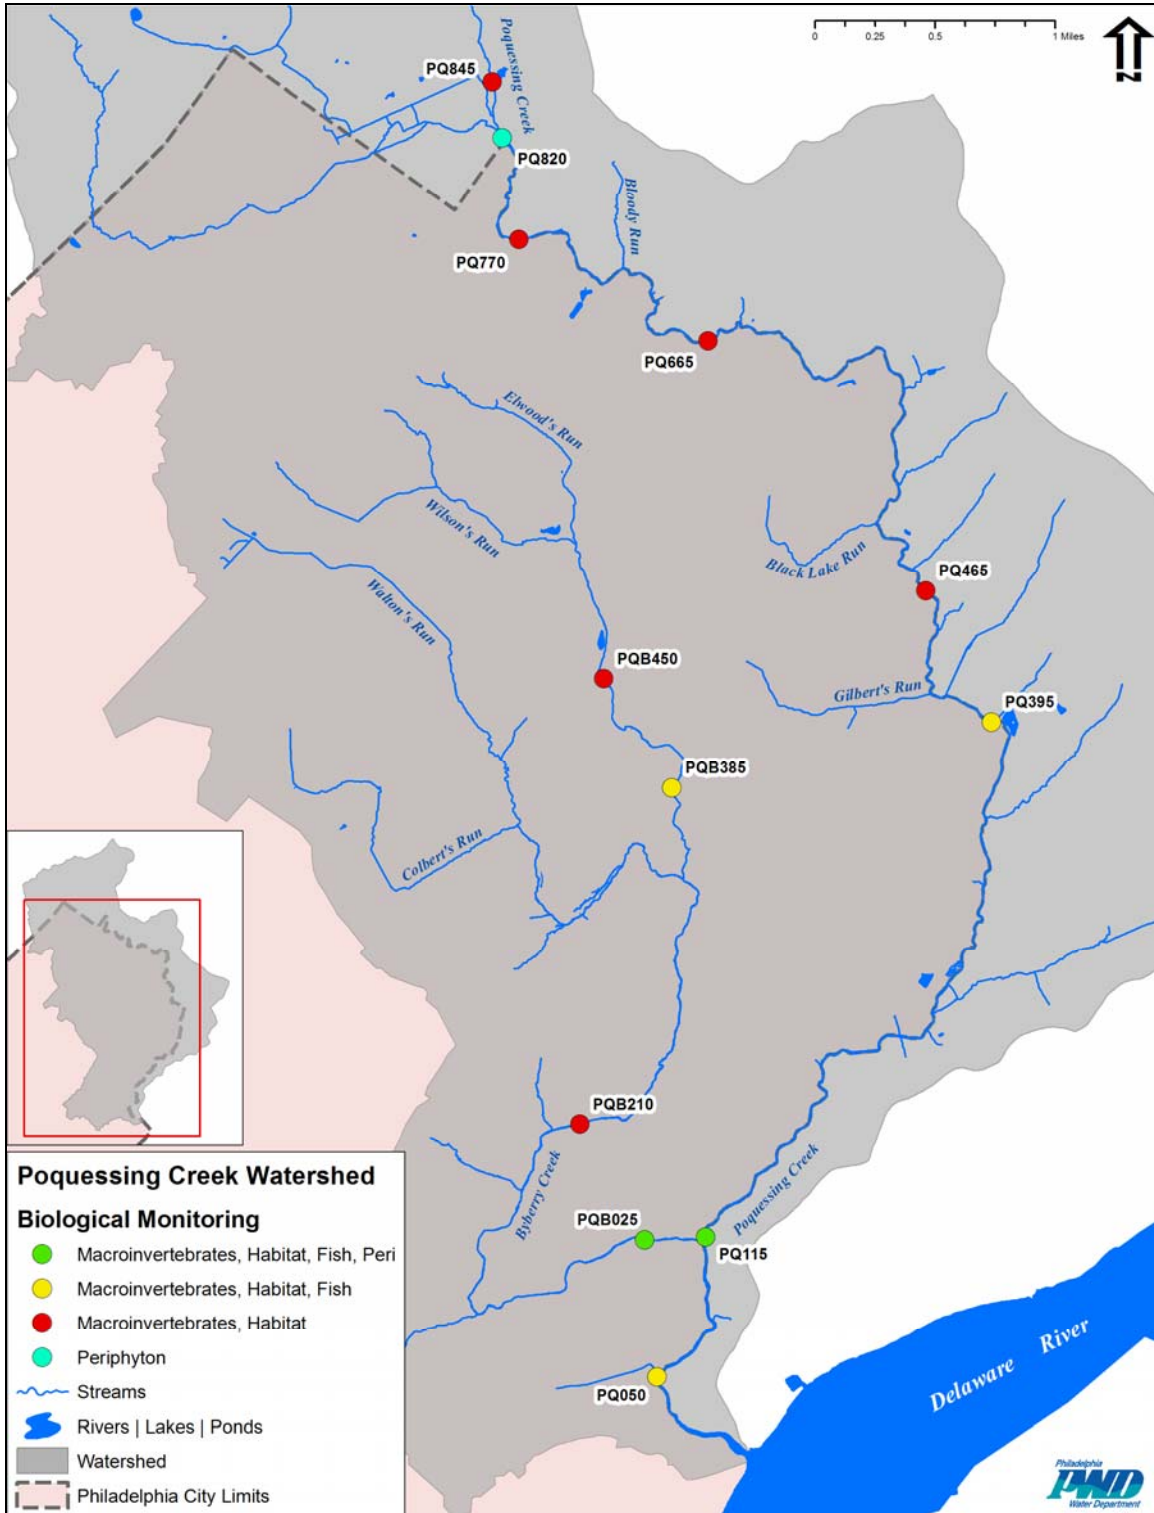 0 0.25 0.5 1 Miles
N
Poquessing Creek
PQ845
PQ820
Bloody Run
PQ770
PQ665
Elwood's Run
Wilson's Run
Black Lake Run
PQ465
Walton's Run
PQB450
Gilbert's Run
PQ395
PQB385
Colbert's Run
PQB210
Byberry Creek
Poquessing Creek
PQB025
PQ115
PQ050
Delaware River
Poquessing Creek Watershed
Biological Monitoring
Macroinvertebrates, Habitat, Fish, Peri
Macroinvertebrates, Habitat, Fish
Macroinvertebrates, Habitat
Periphyton
Streams
Rivers | Lakes | Ponds
Watershed
Philadelphia City Limits
Philadelphia
PWD
Water Department